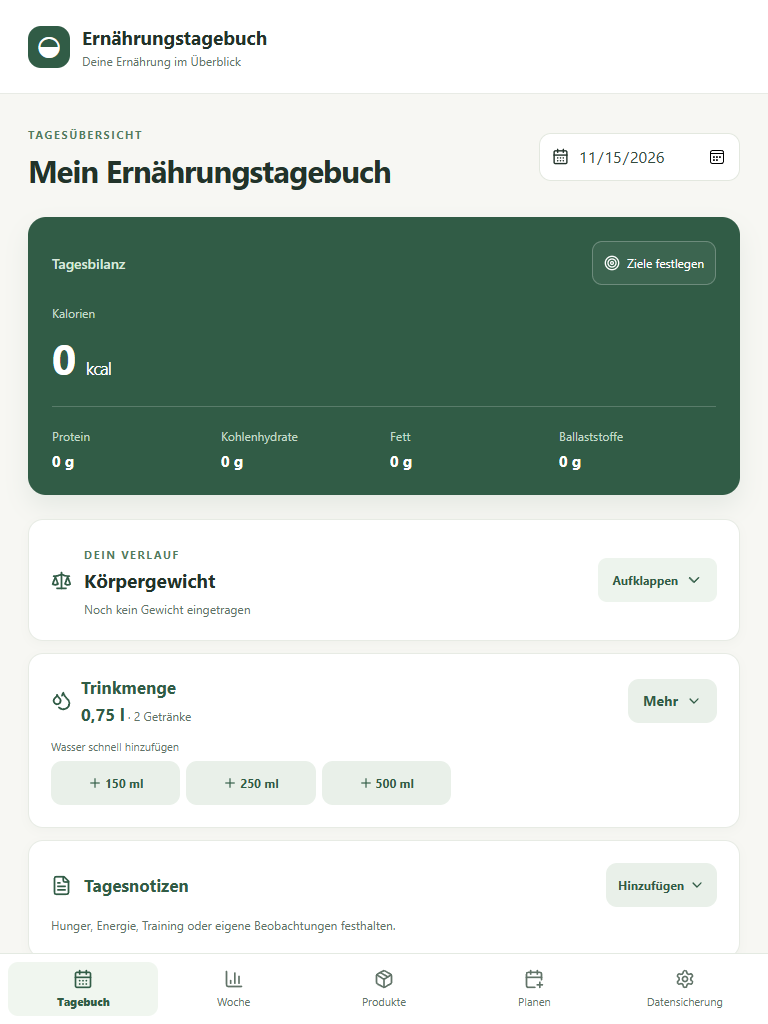 Ernährungstagebuch
Deine Ernährung im Überblick
TAGESÜBERSICHT
Mein Ernährungstagebuch
11/15/2026
Tagesbilanz
Ziele festlegen
Kalorien
0 kcal
Protein Kohlenhydrate Fett Ballaststoffe
0 g 0 g 0 g 0 g
DEIN VERLAUF
Körpergewicht
Noch kein Gewicht eingetragen
Aufklappen
Trinkmenge
0,75 l · 2 Getränke
Mehr
Wasser schnell hinzufügen
+ 150 ml + 250 ml + 500 ml
Tagesnotizen
Hinzufügen
Hunger, Energie, Training oder eigene Beobachtungen festhalten.
Tagebuch Woche Produkte Planen Datensicherung